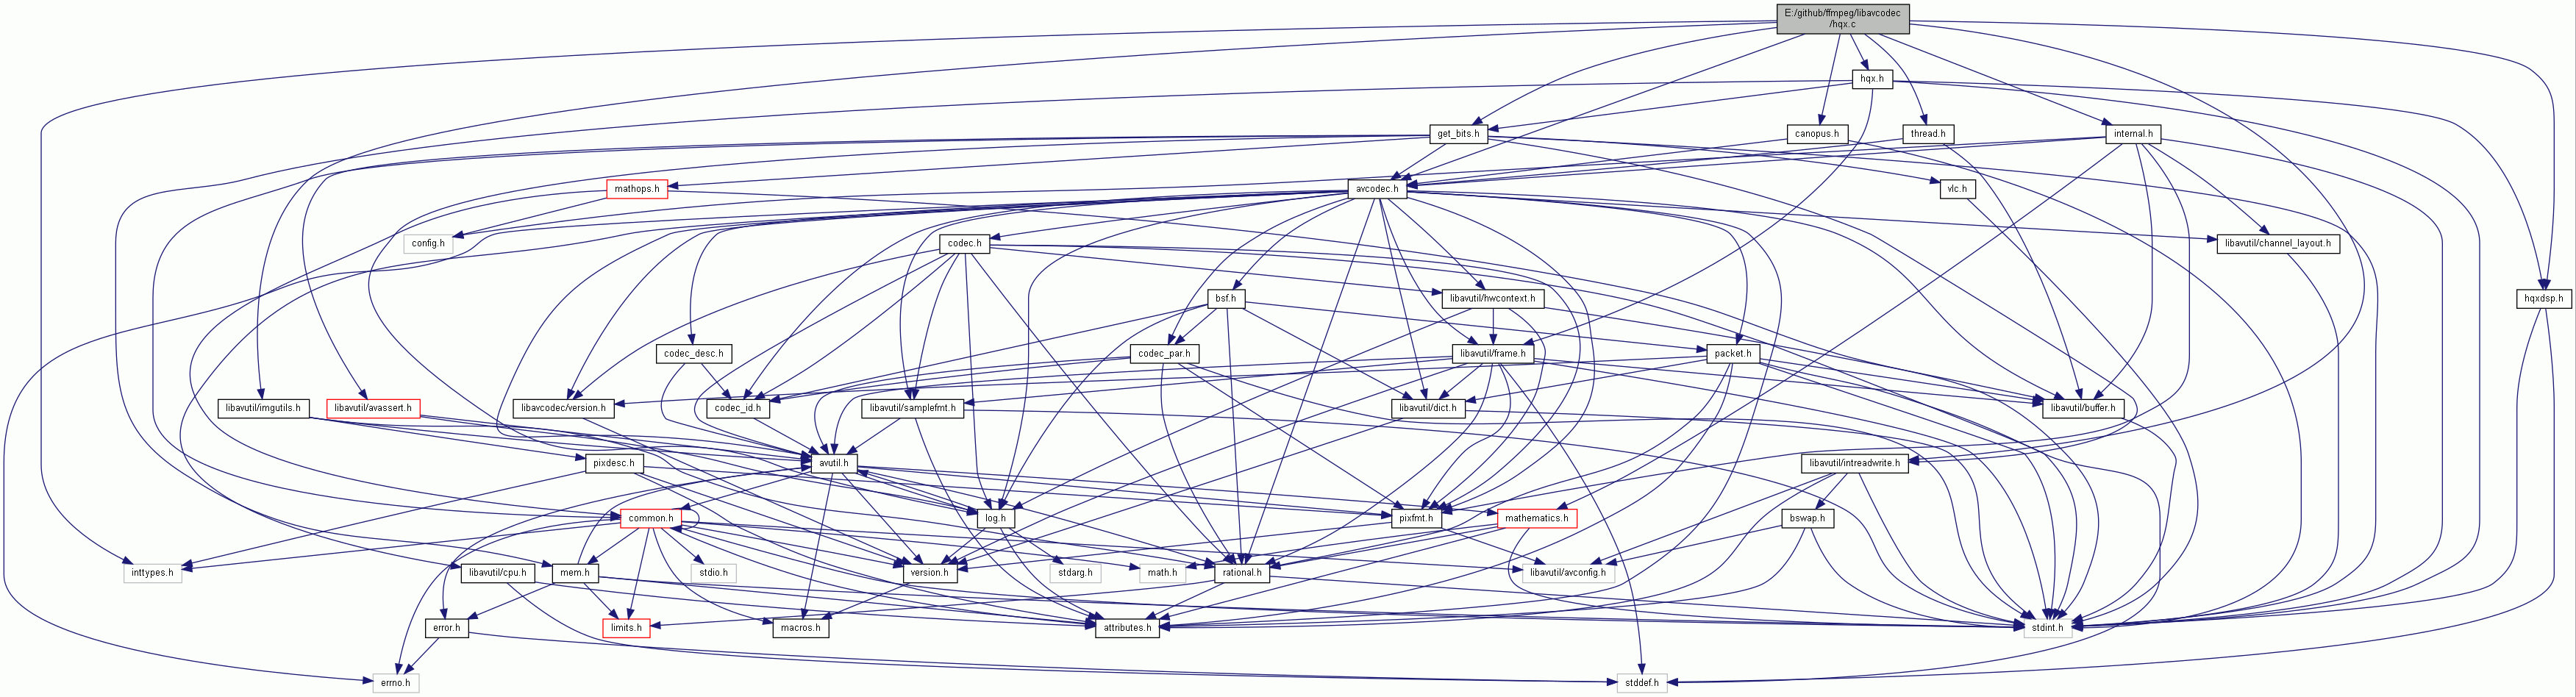 E:/github/ffmpeg/libavcodec
/hqx.c
hqx.h
get_bits.h
canopus.h
thread.h
internal.h
mathops.h
avcodec.h
vlc.h
config.h
codec.h
libavutil/channel_layout.h
bsf.h
libavutil/hwcontext.h
hqxdsp.h
codec_desc.h
codec_par.h
libavutil/frame.h
packet.h
libavutil/imgutils.h
libavutil/avassert.h
libavcodec/version.h
codec_id.h
libavutil/samplefmt.h
libavutil/dict.h
libavutil/buffer.h
pixdesc.h
avutil.h
libavutil/intreadwrite.h
common.h
log.h
pixfmt.h
mathematics.h
bswap.h
inttypes.h
libavutil/cpu.h
mem.h
stdio.h
version.h
stdarg.h
math.h
rational.h
libavutil/avconfig.h
error.h
limits.h
macros.h
attributes.h
stdint.h
errno.h
stddef.h